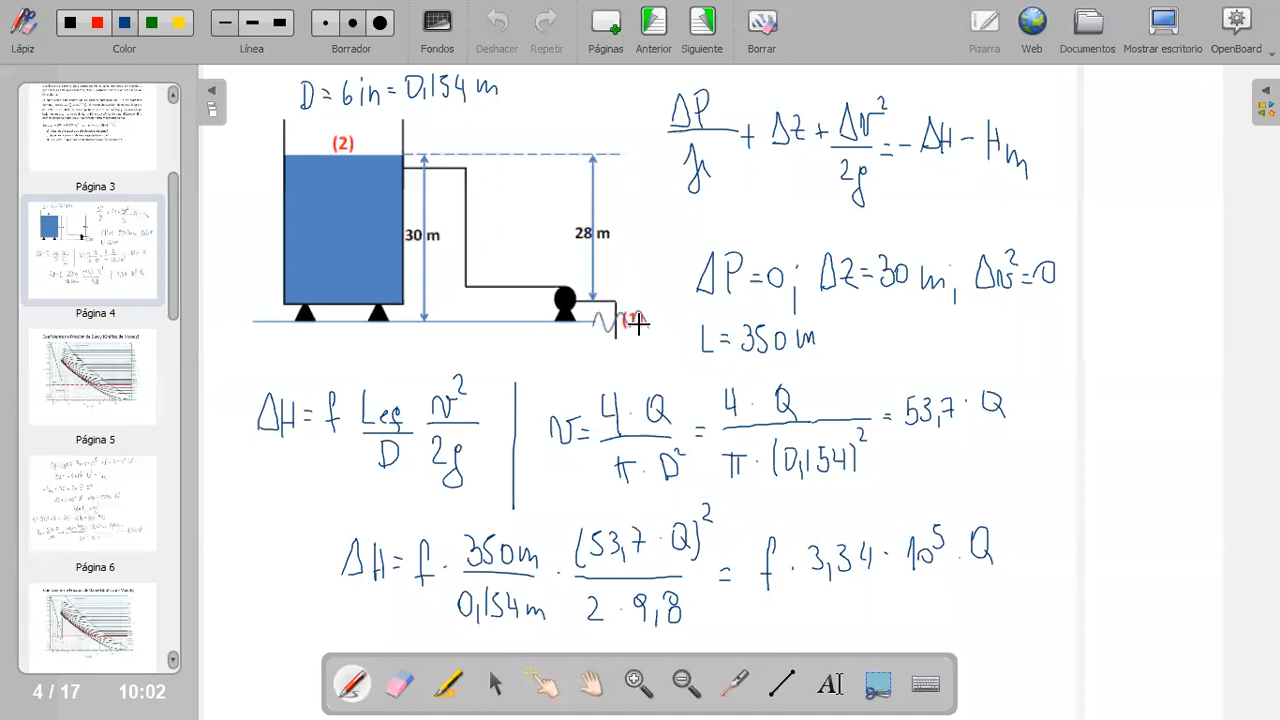 Lápiz Color Línea Borrador Fondos Deshacer Repetir Páginas Anterior Siguiente Borrar Pizarra Web Documentos Mostrar escritorio OpenBoard
Página 3
Página 4
Página 5
Página 6
4 / 17 10:02
D = 6 in = 0,154 m
(2)
30 m
28 m
ΔP/γ + ΔZ + Δv²/2g = - ΔH - Hm
ΔP = 0 ; ΔZ = 30 m ; Δv² = 0
L = 350 m
ΔH = f Leq/D v²/2g
v = 4 · Q / π · D² = 4 · Q / π · (0,154)² = 53,7 · Q
ΔH = f · 350m / 0,154m · (53,7 · Q)² / 2 · 9,8 = f · 3,34 · 10⁵ · Q